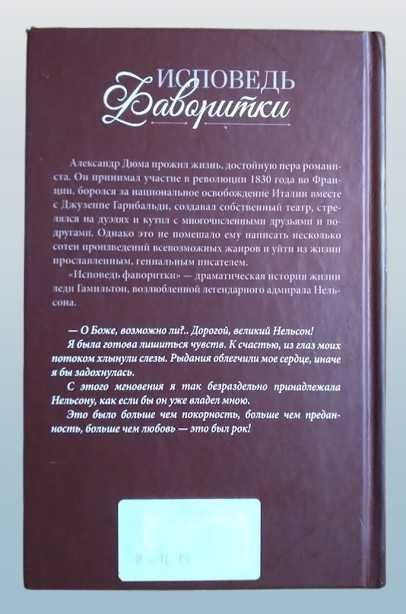 ИСПОВЕДЬ
Фаворитки
Александр Дюма прожил жизнь, достойную пера романи-
ста. Он принимал участие в революции 1830 года во Фран-
ции, боролся за национальное освобождение Италии вместе
с Джузеппе Гарибальди, создавал собственный театр, стре-
лялся на дуэлях и кутил с многочисленными друзьями и по-
другами. Однако это не помешало ему написать несколько
сотен произведений всевозможных жанров и уйти из жизни
прославленным, гениальным писателем.
«Исповедь фаворитки» — драматическая история жизни
леди Гамильтон, возлюбленной легендарного адмирала Нель-
сона.
— О Боже, возможно ли?.. Дорогой, великий Нельсон!
Я была готова лишиться чувств. К счастью, из глаз моих
потоком хлынули слезы. Рыдания облегчили мое сердце, иначе
я бы задохнулась.
С этого мгновения я так безраздельно принадлежала
Нельсону, как если бы он уже владел мною.
Это было больше чем покорность, больше чем предан-
ность, больше чем любовь — это был рок!